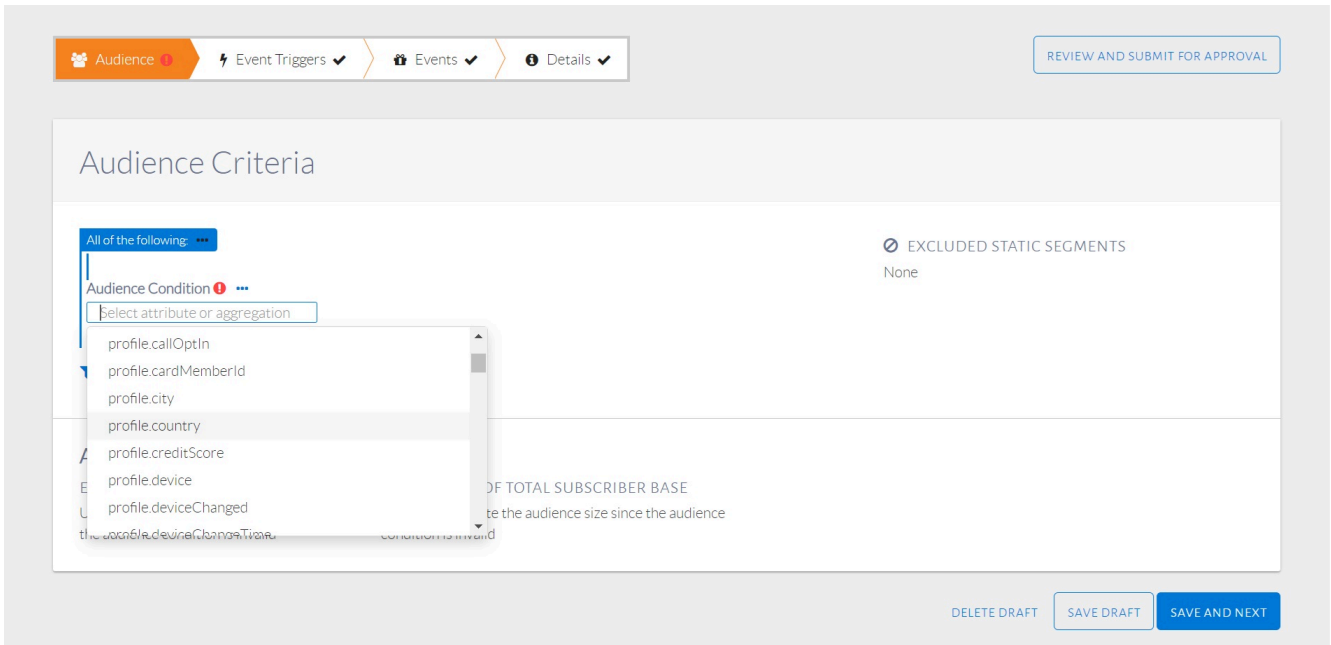 Audience
Event Triggers
Events
Details
REVIEW AND SUBMIT FOR APPROVAL
Audience Criteria
All of the following:
EXCLUDED STATIC SEGMENTS
None
Audience Condition
Select attribute or aggregation
profile.callOptIn
profile.cardMemberId
profile.city
profile.country
profile.creditScore
profile.device
profile.deviceChanged
profile.deviceChangeTime
OF TOTAL SUBSCRIBER BASE
the audience size since the audience
condition is invalid
DELETE DRAFT
SAVE DRAFT
SAVE AND NEXT